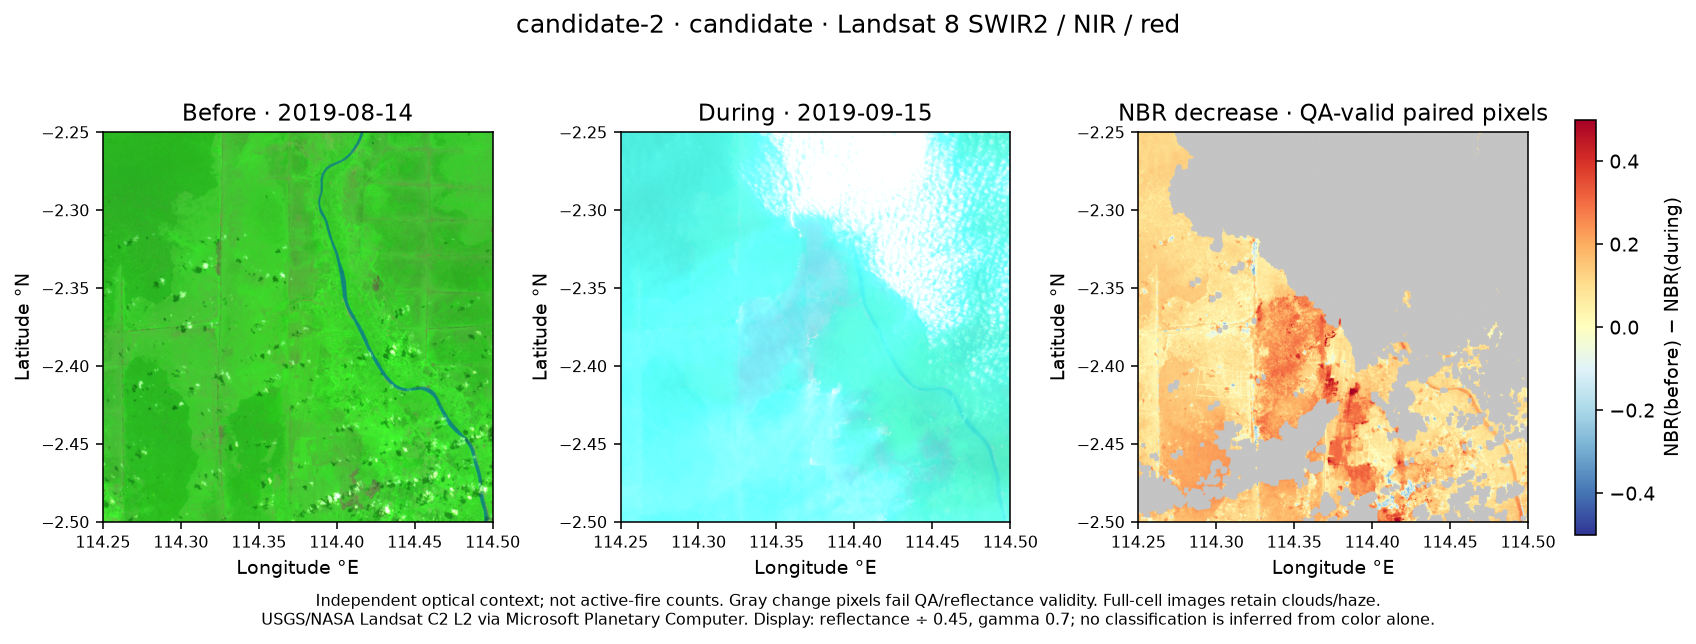 candidate-2 · candidate · Landsat 8 SWIR2 / NIR / red
Before · 2019-08-14
During · 2019-09-15
NBR decrease · QA-valid paired pixels
−2.25
−2.30
−2.35
−2.40
−2.45
−2.50
Latitude °N
114.25 114.30 114.35 114.40 114.45 114.50
Longitude °E
−2.25
−2.30
−2.35
−2.40
−2.45
−2.50
Latitude °N
114.25 114.30 114.35 114.40 114.45 114.50
Longitude °E
−2.25
−2.30
−2.35
−2.40
−2.45
−2.50
Latitude °N
114.25 114.30 114.35 114.40 114.45 114.50
Longitude °E
0.4
0.2
0.0
−0.2
−0.4
NBR(before) − NBR(during)
Independent optical context; not active-fire counts. Gray change pixels fail QA/reflectance validity. Full-cell images retain clouds/haze.
USGS/NASA Landsat C2 L2 via Microsoft Planetary Computer. Display: reflectance ÷ 0.45, gamma 0.7; no classification is inferred from color alone.